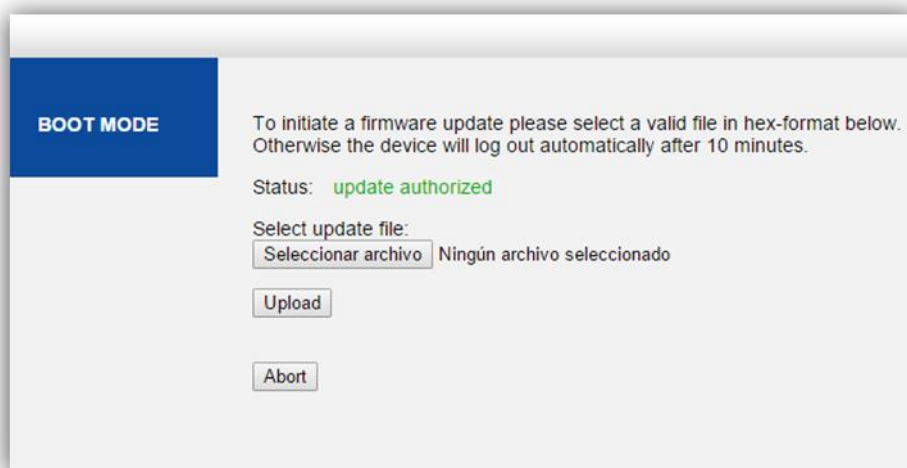 BOOT MODE
To initiate a firmware update please select a valid file in hex-format below.
Otherwise the device will log out automatically after 10 minutes.
Status: update authorized
Select update file:
Seleccionar archivo Ningún archivo seleccionado
Upload
Abort